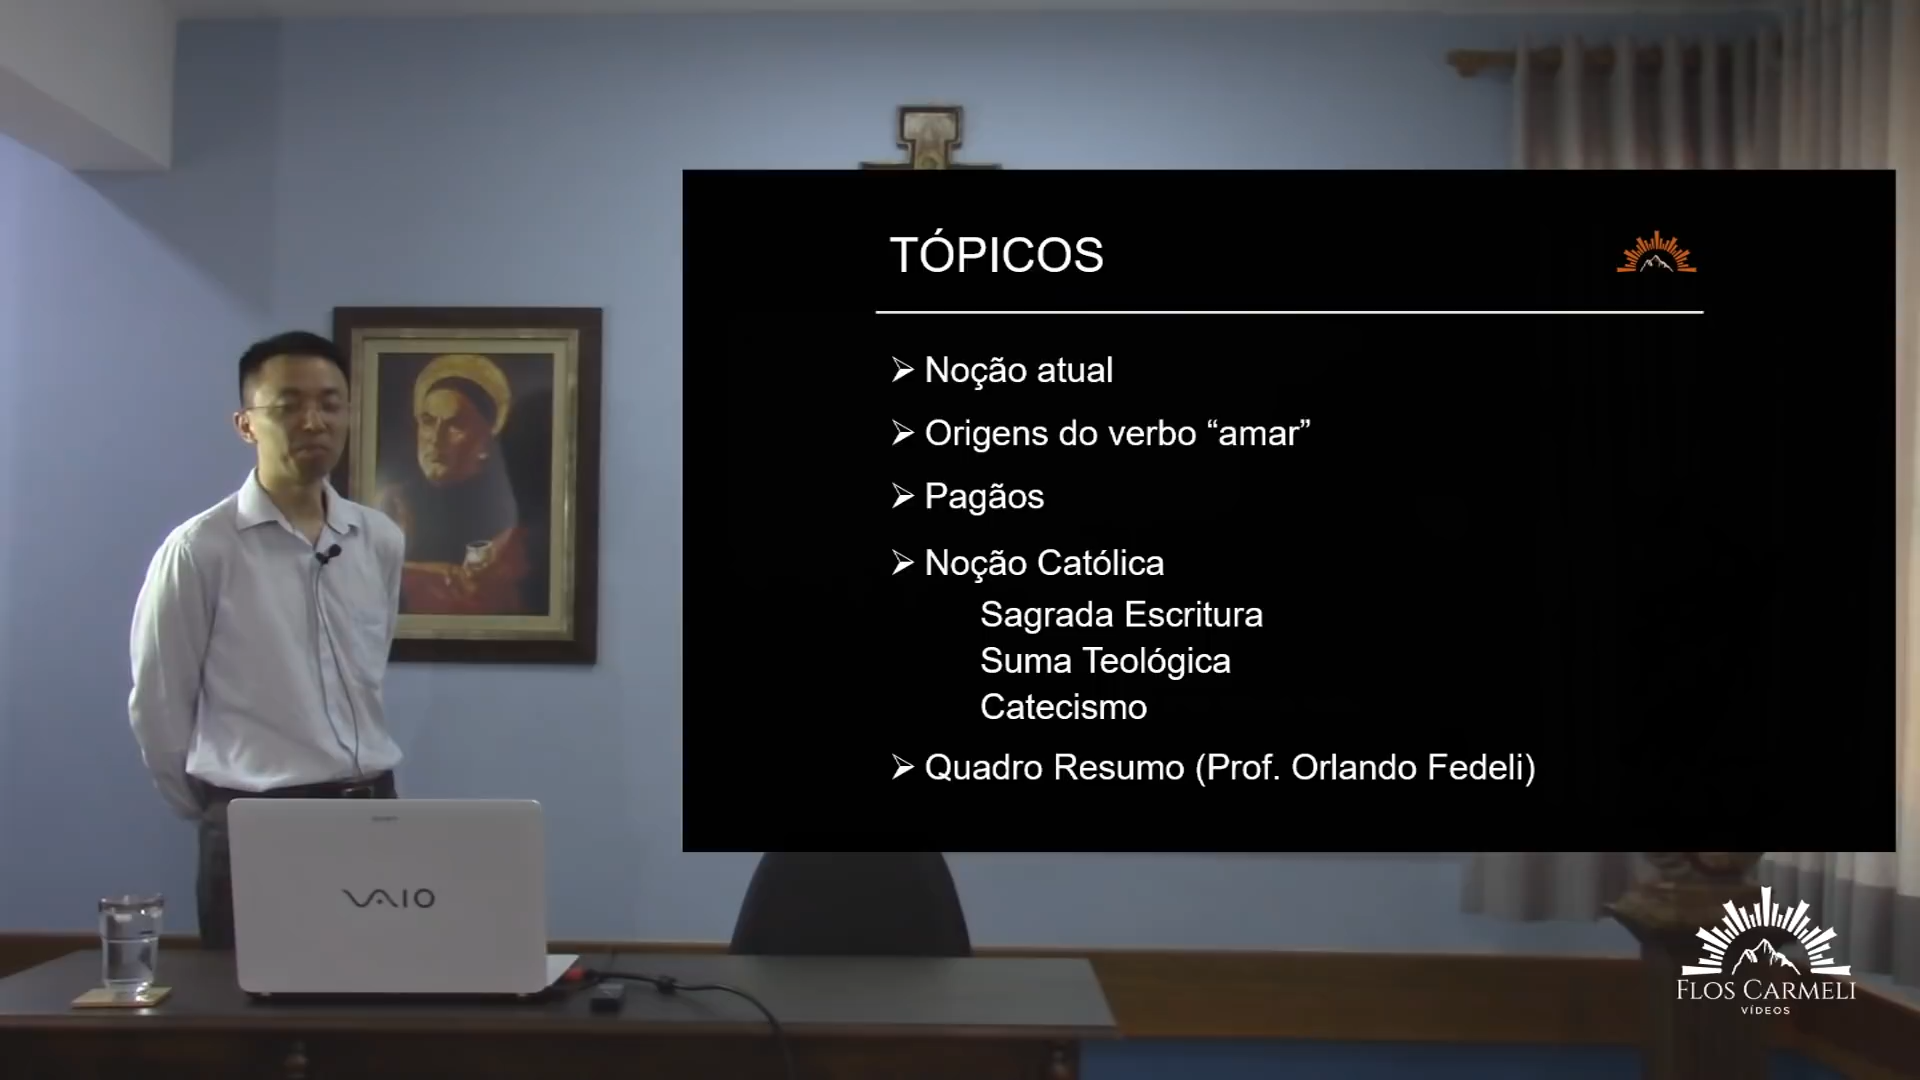 TÓPICOS
➢ Noção atual
➢ Origens do verbo “amar”
➢ Pagãos
➢ Noção Católica
Sagrada Escritura
Suma Teológica
Catecismo
➢ Quadro Resumo (Prof. Orlando Fedeli)
VAIO
FLOS CARMELI
VÍDEOS